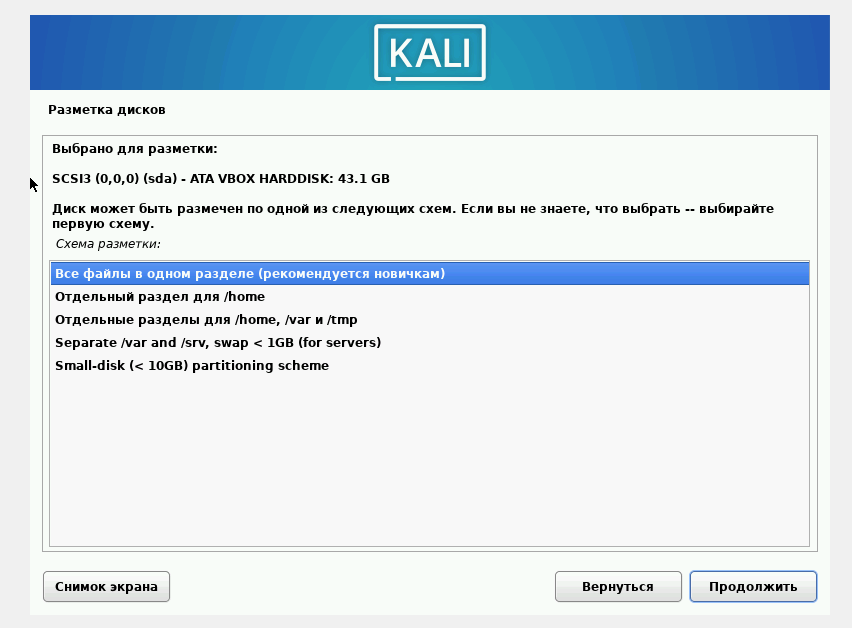 KALI
Разметка дисков
Выбрано для разметки:
SCSI3 (0,0,0) (sda) - ATA VBOX HARDDISK: 43.1 GB
Диск может быть размечен по одной из следующих схем. Если вы не знаете, что выбрать -- выбирайте
первую схему.
Схема разметки:
Все файлы в одном разделе (рекомендуется новичкам)
Отдельный раздел для /home
Отдельные разделы для /home, /var и /tmp
Separate /var and /srv, swap < 1GB (for servers)
Small-disk (< 10GB) partitioning scheme
Снимок экрана
Вернуться
Продолжить